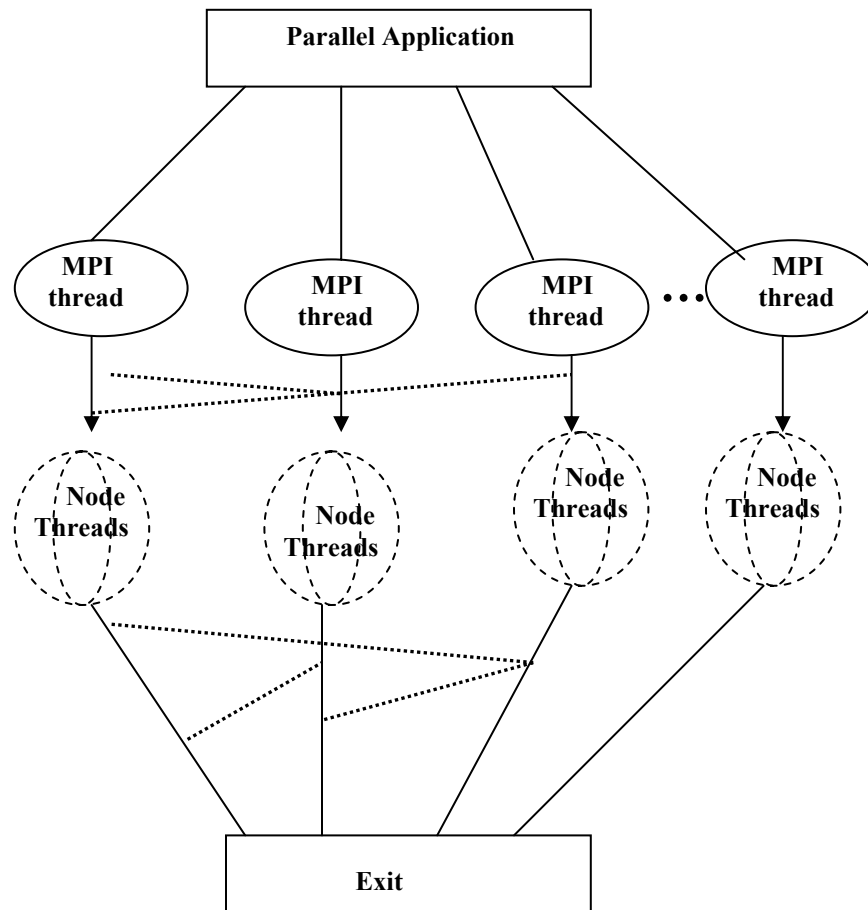 Parallel Application
MPI
thread
MPI
thread
MPI
thread
...
MPI
thread
Node
Threads
Node
Threads
Node
Threads
Node
Threads
Exit